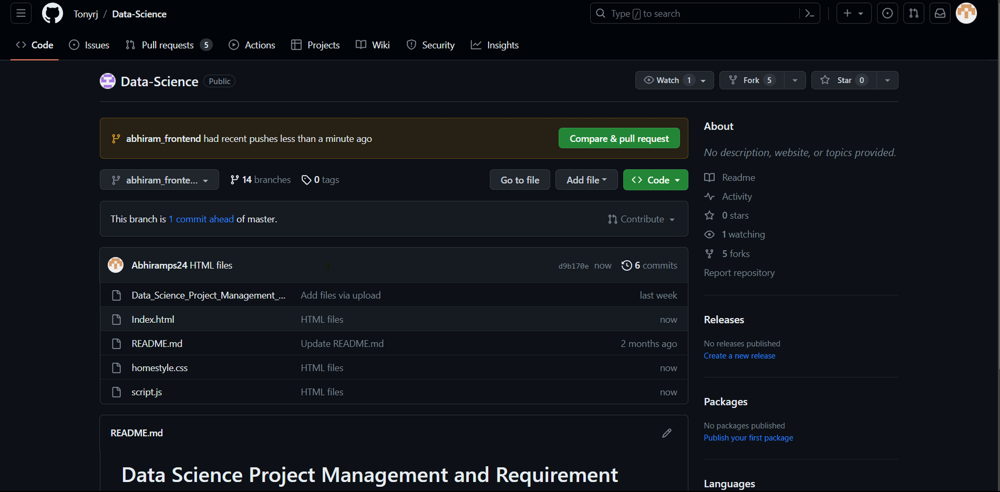 Tonyrj / Data-Science
Type / to search
Code
Issues
Pull requests 5
Actions
Projects
Wiki
Security
Insights
Data-Science Public
Watch 1
Fork 5
Star 0
abhiram_frontend had recent pushes less than a minute ago
Compare & pull request
abhiram_fronte...
14 branches
0 tags
Go to file
Add file
Code
This branch is 1 commit ahead of master.
Contribute
Abhiramps24 HTML files d9b170e now 6 commits
Data_Science_Project_Management_... Add files via upload last week
Index.html HTML files now
README.md Update README.md 2 months ago
homestyle.css HTML files now
script.js HTML files now
README.md
Data Science Project Management and Requirement
About
No description, website, or topics provided.
Readme
Activity
0 stars
1 watching
5 forks
Report repository
Releases
No releases published
Create a new release
Packages
No packages published
Publish your first package
Languages